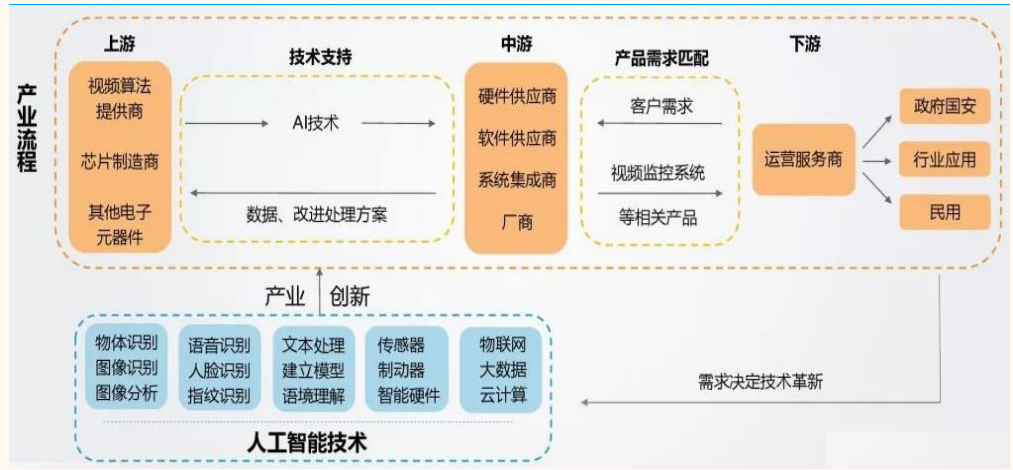 产业流程
上游
视频算法
提供商
芯片制造商
其他电子
元器件
技术支持
AI技术
数据、改进处理方案
中游
硬件供应商
软件供应商
系统集成商
厂商
产品需求匹配
客户需求
视频监控系统
等相关产品
下游
运营服务商
政府国安
行业应用
民用
产业 创新
物体识别
图像识别
图像分析
语音识别
人脸识别
指纹识别
文本处理
建立模型
语境理解
传感器
制动器
智能硬件
物联网
大数据
云计算
人工智能技术
需求决定技术革新